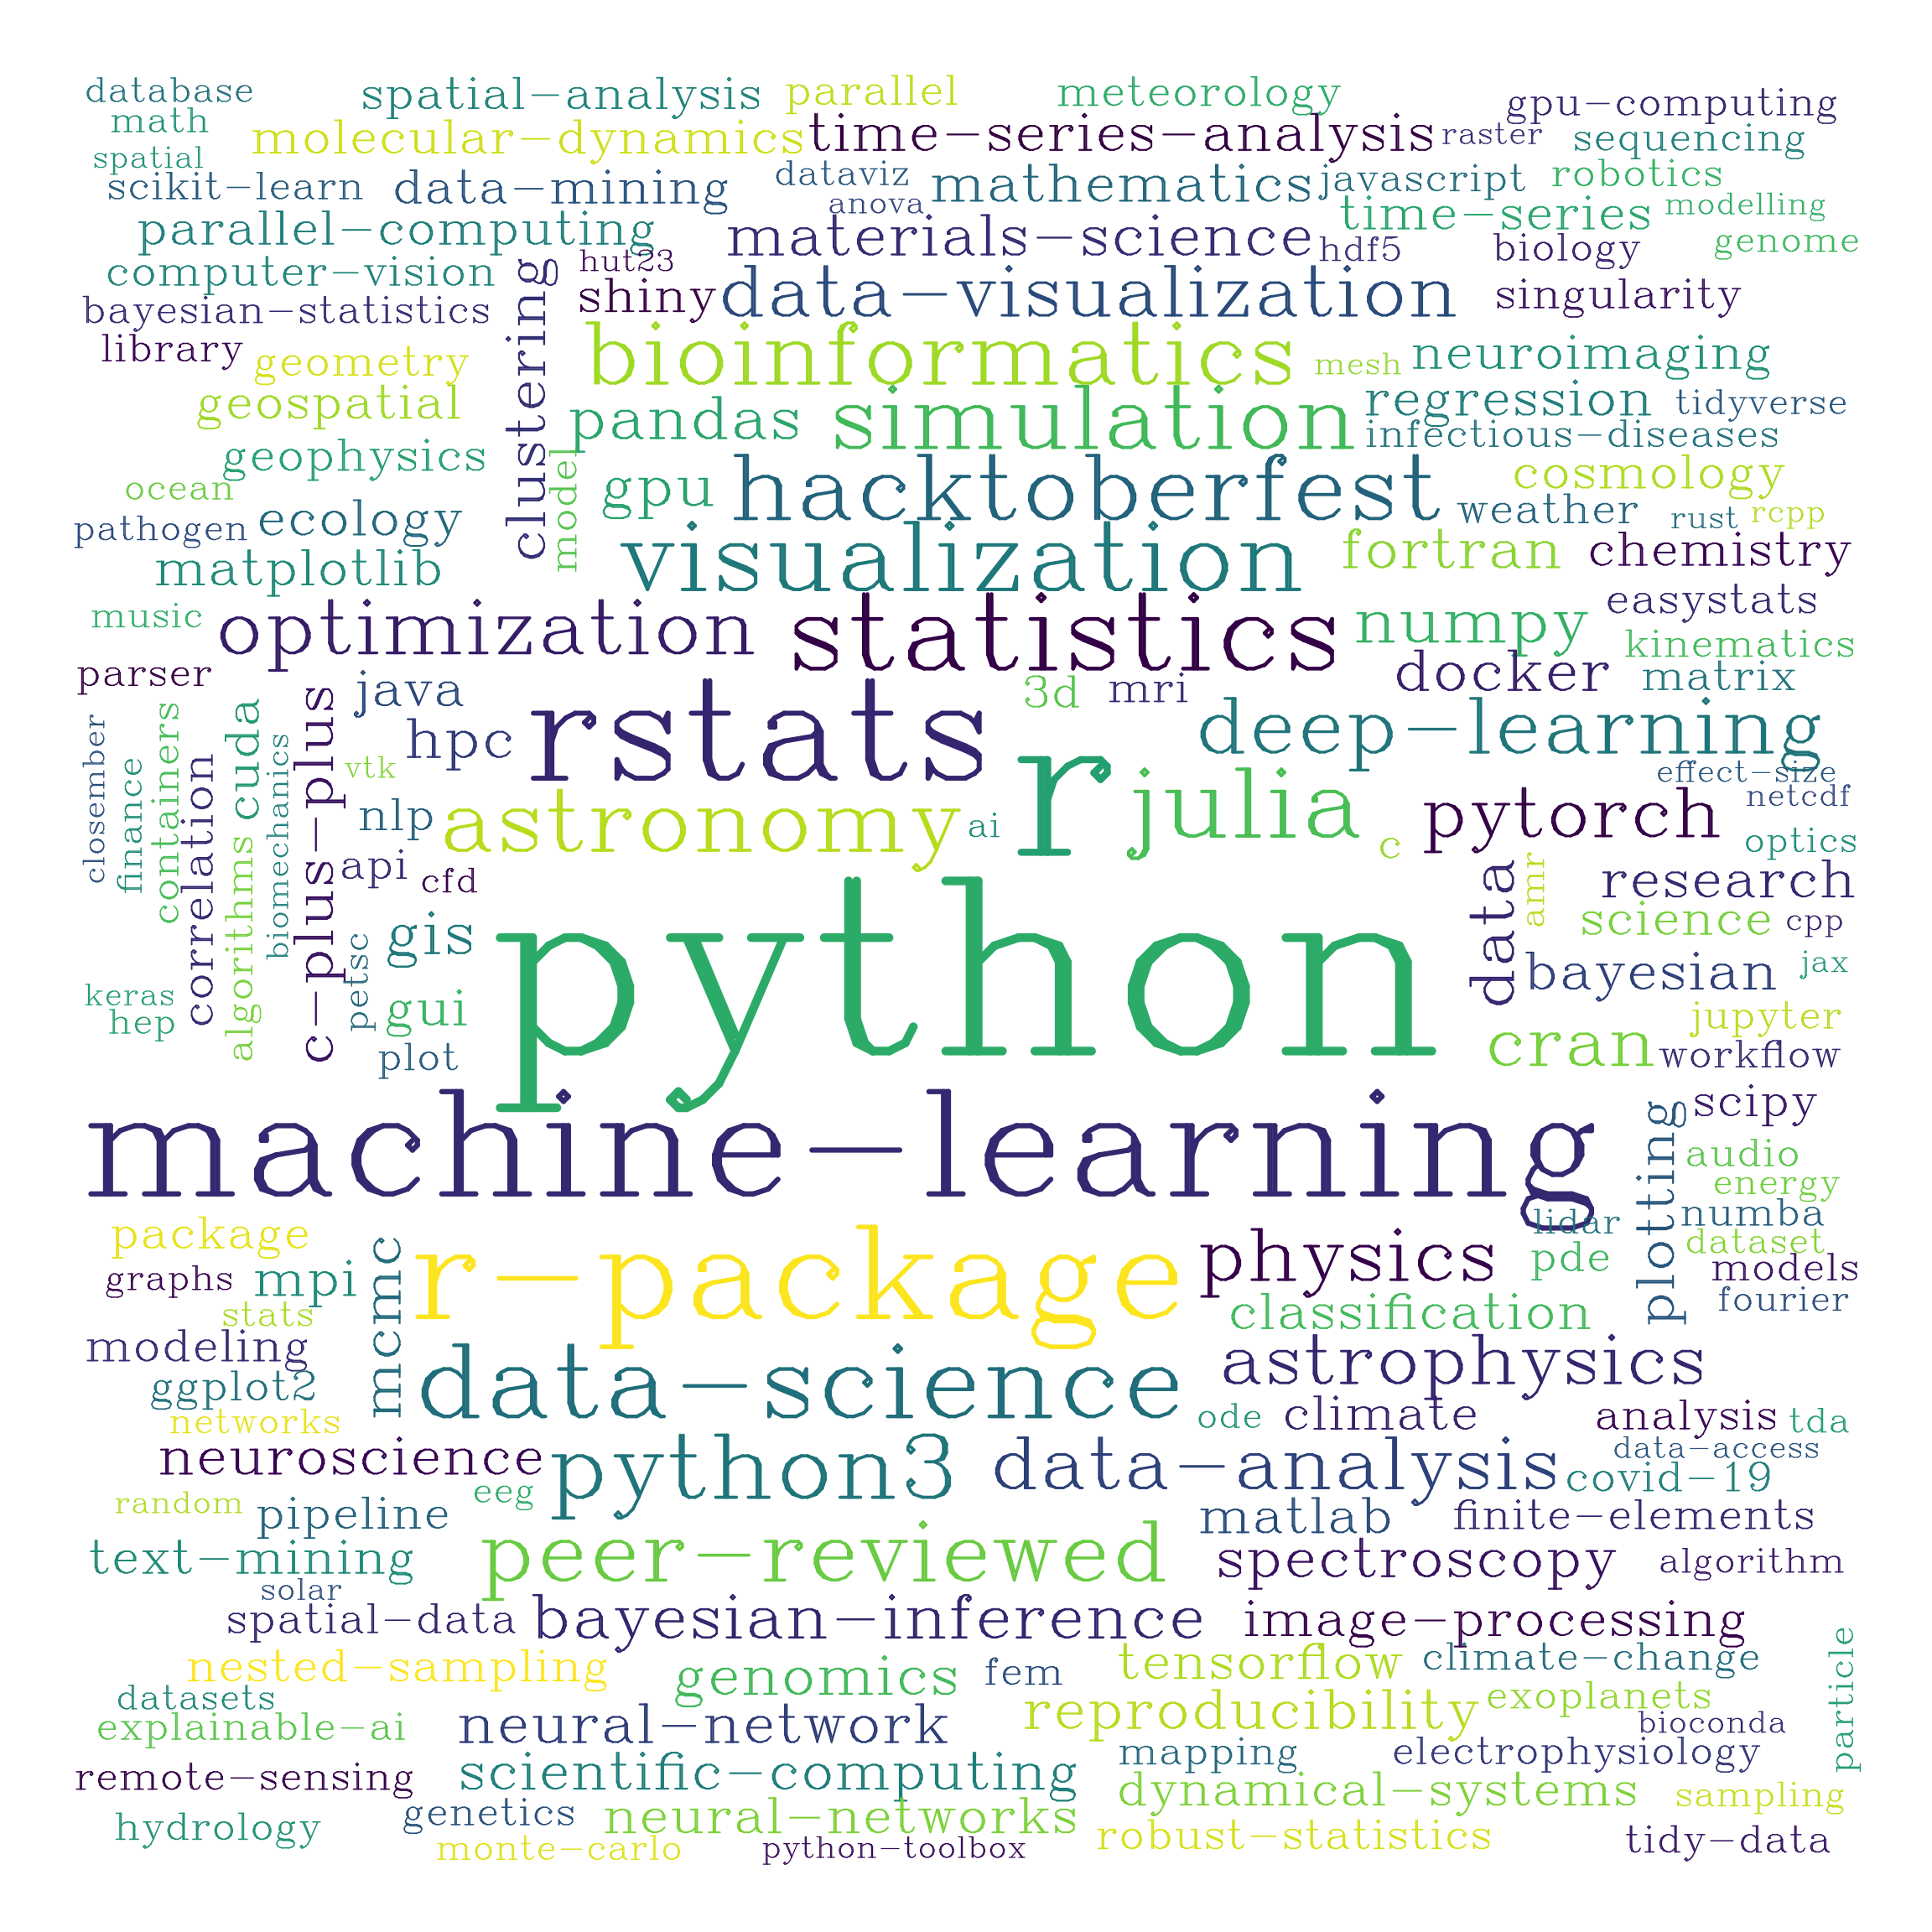 database spatial-analysis parallel meteorology gpu-computing
math molecular-dynamics time-series-analysis raster sequencing
spatial scikit-learn data-mining dataviz anova mathematics javascript robotics
parallel-computing materials-science time-series modelling
computer-vision clustering hut23 hdf5 biology genome
bayesian-statistics shiny data-visualization singularity
library geometry bioinformatics mesh neuroimaging
geospatial pandas simulation regression tidyverse
geophysics model infectious-diseases
ocean gpu hacktoberfest cosmology
pathogen ecology weather rust rcpp
matplotlib visualization fortran chemistry
music optimization statistics numpy easystats
kinematics
parser java 3d mri docker matrix
closember finance containers correlation cuda algorithms biomechanics c-plus-plus
hpc rstats r deep-learning
vtk effect-size
nlp astronomy ai julia c pytorch netcdf
optics
api cfd data amr research
gis python science cpp
petsc bayesian jax
keras gui jupyter
hep plot cran workflow
machine-learning plotting scipy
audio
energy
package r-package physics lidar numba
graphs mpi mcmc pde dataset
models
stats classification fourier
modeling data-science astrophysics
ggplot2
networks ode climate analysis tda
neuroscience python3 data-analysis data-access
covid-19
random pipeline eeg matlab finite-elements
text-mining peer-reviewed spectroscopy algorithm
solar
spatial-data bayesian-inference image-processing
nested-sampling genomics fem tensorflow climate-change particle
datasets reproducibility exoplanets
explainable-ai neural-network bioconda
remote-sensing scientific-computing mapping electrophysiology
genetics neural-networks dynamical-systems sampling
hydrology monte-carlo python-toolbox robust-statistics tidy-data